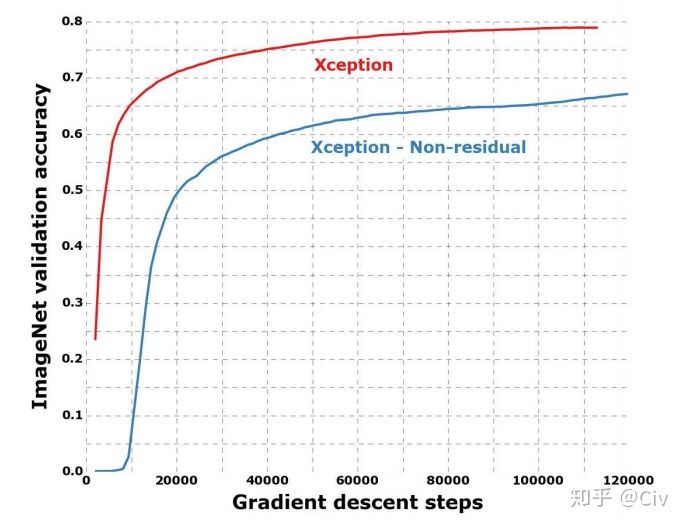 0.8
0.7
0.6
0.5
0.4
0.3
0.2
0.1
0.0
ImageNet validation accuracy
Xception
Xception - Non-residual
0 20000 40000 60000 80000 100000 120000
Gradient descent steps
知乎 @Civ